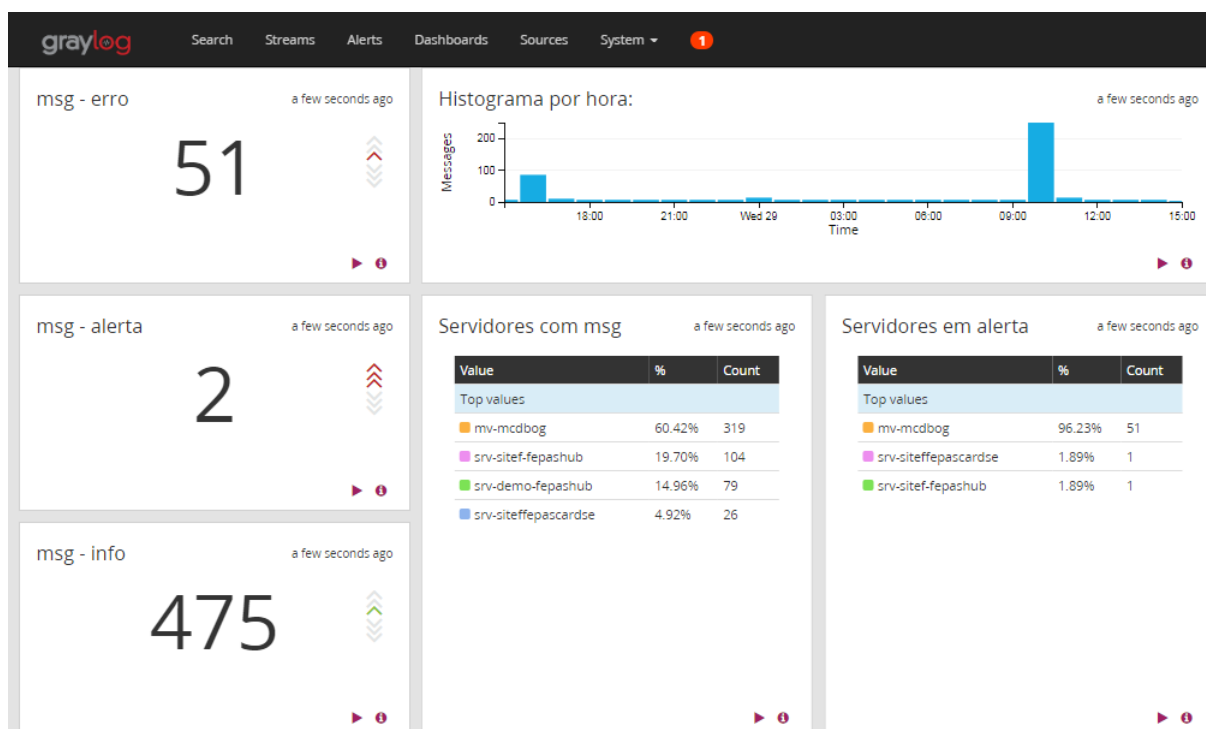 graylog Search Streams Alerts Dashboards Sources System 1
msg - erro a few seconds ago
51
Histograma por hora: a few seconds ago
Messages
200
100
0
18:00 21:00 Wed 29 03:00 06:00 09:00 12:00 15:00
Time
msg - alerta a few seconds ago
2
Servidores com msg a few seconds ago
Value % Count
Top values
mv-mcdbog 60.42% 319
srv-sitef-fepashub 19.70% 104
srv-demo-fepashub 14.96% 79
srv-siteffepascardse 4.92% 26
Servidores em alerta a few seconds ago
Value % Count
Top values
mv-mcdbog 96.23% 51
srv-siteffepascardse 1.89% 1
srv-sitef-fepashub 1.89% 1
msg - info a few seconds ago
475